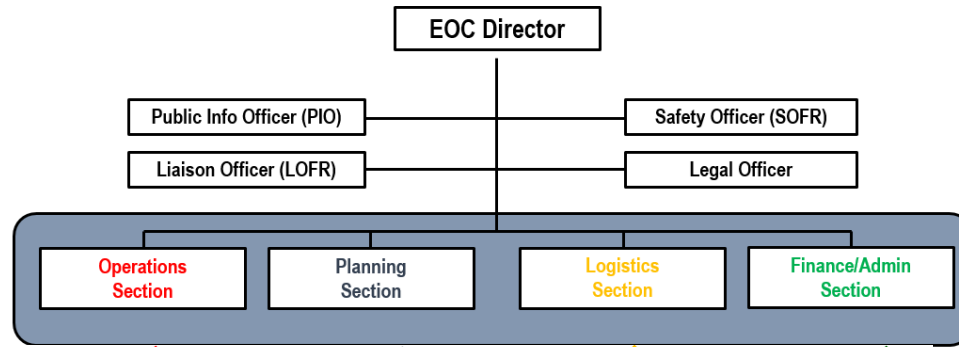 EOC Director
Public Info Officer (PIO)
Safety Officer (SOFR)
Liaison Officer (LOFR)
Legal Officer
Operations
Section
Planning
Section
Logistics
Section
Finance/Admin
Section